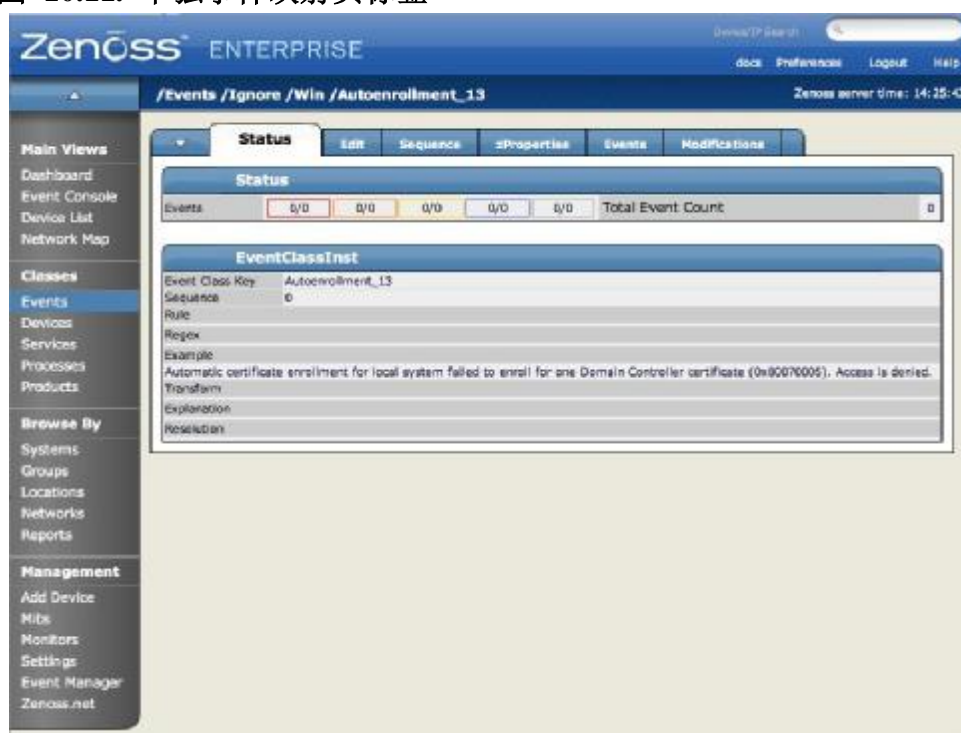 Zenōss ENTERPRISE
Device/IP Search
docs Preferences Logout Help
/Events /Ignore /Win /Autoenrollment_13
Zenoss server time: 14:25:4
Main Views
Dashboard
Event Console
Device List
Network Map
Classes
Events
Devices
Services
Processes
Products
Browse By
Systems
Groups
Locations
Networks
Reports
Management
Add Device
Mibs
Monitors
Settings
Event Manager
Zenoss.net
Status Edit Sequence zProperties Events Modifications
Status
Events 0/0 0/0 0/0 0/0 0/0 Total Event Count 0
EventClassInst
Event Class Key Autoenrollment_13
Sequence 0
Rule
Regex
Example
Automatic certificate enrollment for local system failed to enroll for one Domain Controller certificate (0x80070005). Access is denied.
Transform
Explanation
Resolution